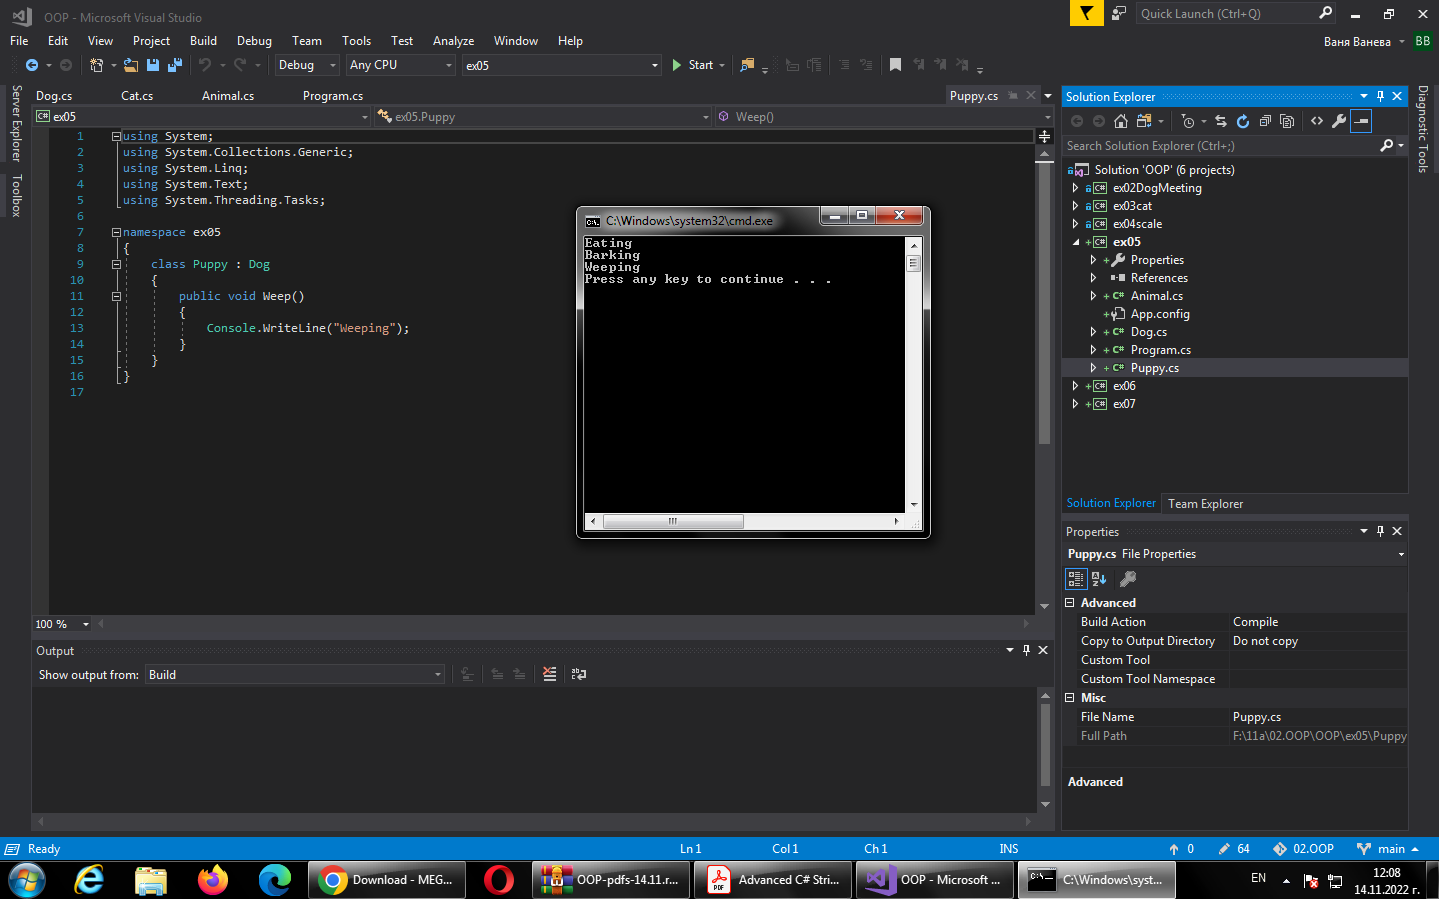 OOP - Microsoft Visual Studio
Quick Launch (Ctrl+Q)
File Edit View Project Build Debug Team Tools Test Analyze Window Help
Ваня Ванева BB
Debug Any CPU ex05 Start
Server Explorer
Toolbox
Dog.cs Cat.cs Animal.cs Program.cs Puppy.cs
ex05 ex05.Puppy Weep()
1 using System;
2 using System.Collections.Generic;
3 using System.Linq;
4 using System.Text;
5 using System.Threading.Tasks;
6
7 namespace ex05
8 {
9 class Puppy : Dog
10 {
11 public void Weep()
12 {
13 Console.WriteLine("Weeping");
14 }
15 }
16 }
17
C:\Windows\system32\cmd.exe
Eating
Barking
Weeping
Press any key to continue . . .
100 %
Output
Show output from: Build
Solution Explorer
Search Solution Explorer (Ctrl+;)
Solution 'OOP' (6 projects)
ex02DogMeeting
ex03cat
ex04scale
ex05
Properties
References
Animal.cs
App.config
Dog.cs
Program.cs
Puppy.cs
ex06
ex07
Solution Explorer Team Explorer
Properties
Puppy.cs File Properties
Advanced
Build Action Compile
Copy to Output Directory Do not copy
Custom Tool
Custom Tool Namespace
Misc
File Name Puppy.cs
Full Path F:\11a\02.OOP\OOP\ex05\Puppy
Advanced
Diagnostic Tools
Ready Ln 1 Col 1 Ch 1 INS 0 64 02.OOP main
Download - MEG... OOP-pdfs-14.11.r... Advanced C# Stri... OOP - Microsoft ... C:\Windows\syst... EN 12:08
14.11.2022 г.